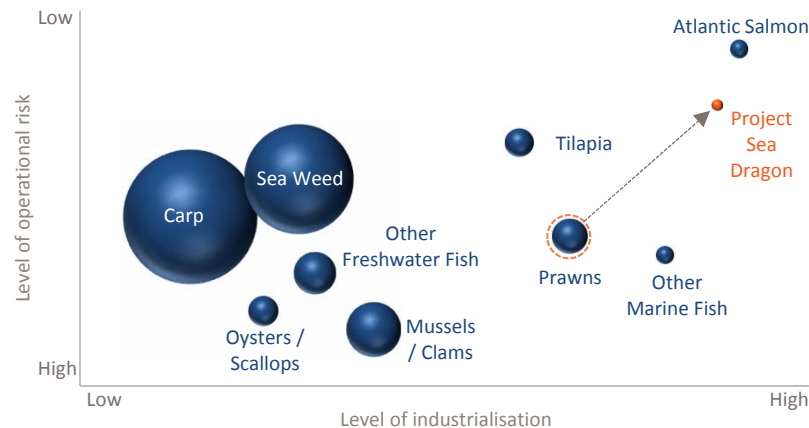 Low
Atlantic Salmon
Project
Sea
Dragon
Tilapia
Sea Weed
Carp
Level of operational risk
Other
Freshwater Fish
Prawns
Other
Marine Fish
Oysters /
Scallops
Mussels
/ Clams
High
Low
High
Level of industrialisation